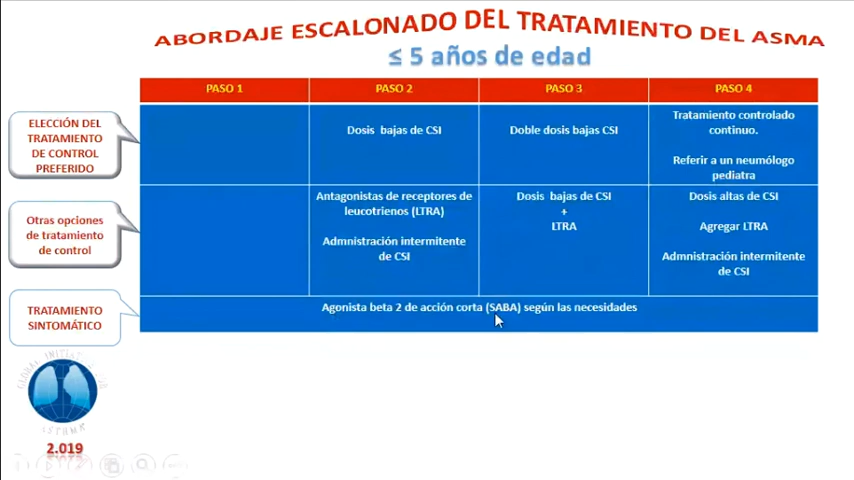 ABORDAJE ESCALONADO DEL TRATAMIENTO DEL ASMA
≤ 5 años de edad
PASO 1
PASO 2
PASO 3
PASO 4
ELECCIÓN DEL
TRATAMIENTO
DE CONTROL
PREFERIDO
Dosis bajas de CSI
Doble dosis bajas CSI
Tratamiento controlado
continuo.
Referir a un neumólogo
pediatra
Otras opciones
de tratamiento
de control
Antagonistas de receptores de
leucotrienos (LTRA)
Admnistración intermitente
de CSI
Dosis bajas de CSI
+
LTRA
Dosis altas de CSI
Agregar LTRA
Admnistración intermitente
de CSI
TRATAMIENTO
SINTOMÁTICO
Agonista beta 2 de acción corta (SABA) según las necesidades
ASTHMA
2.019